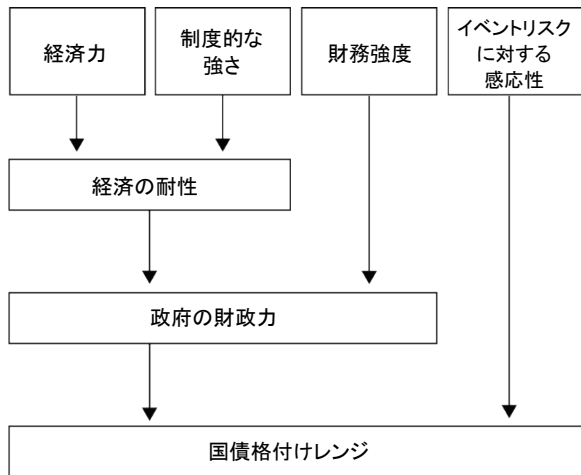 経済力
制度的な
強さ
財務強度
イベントリスク
に対する
感応性
経済の耐性
政府の財政力
国債格付けレンジ